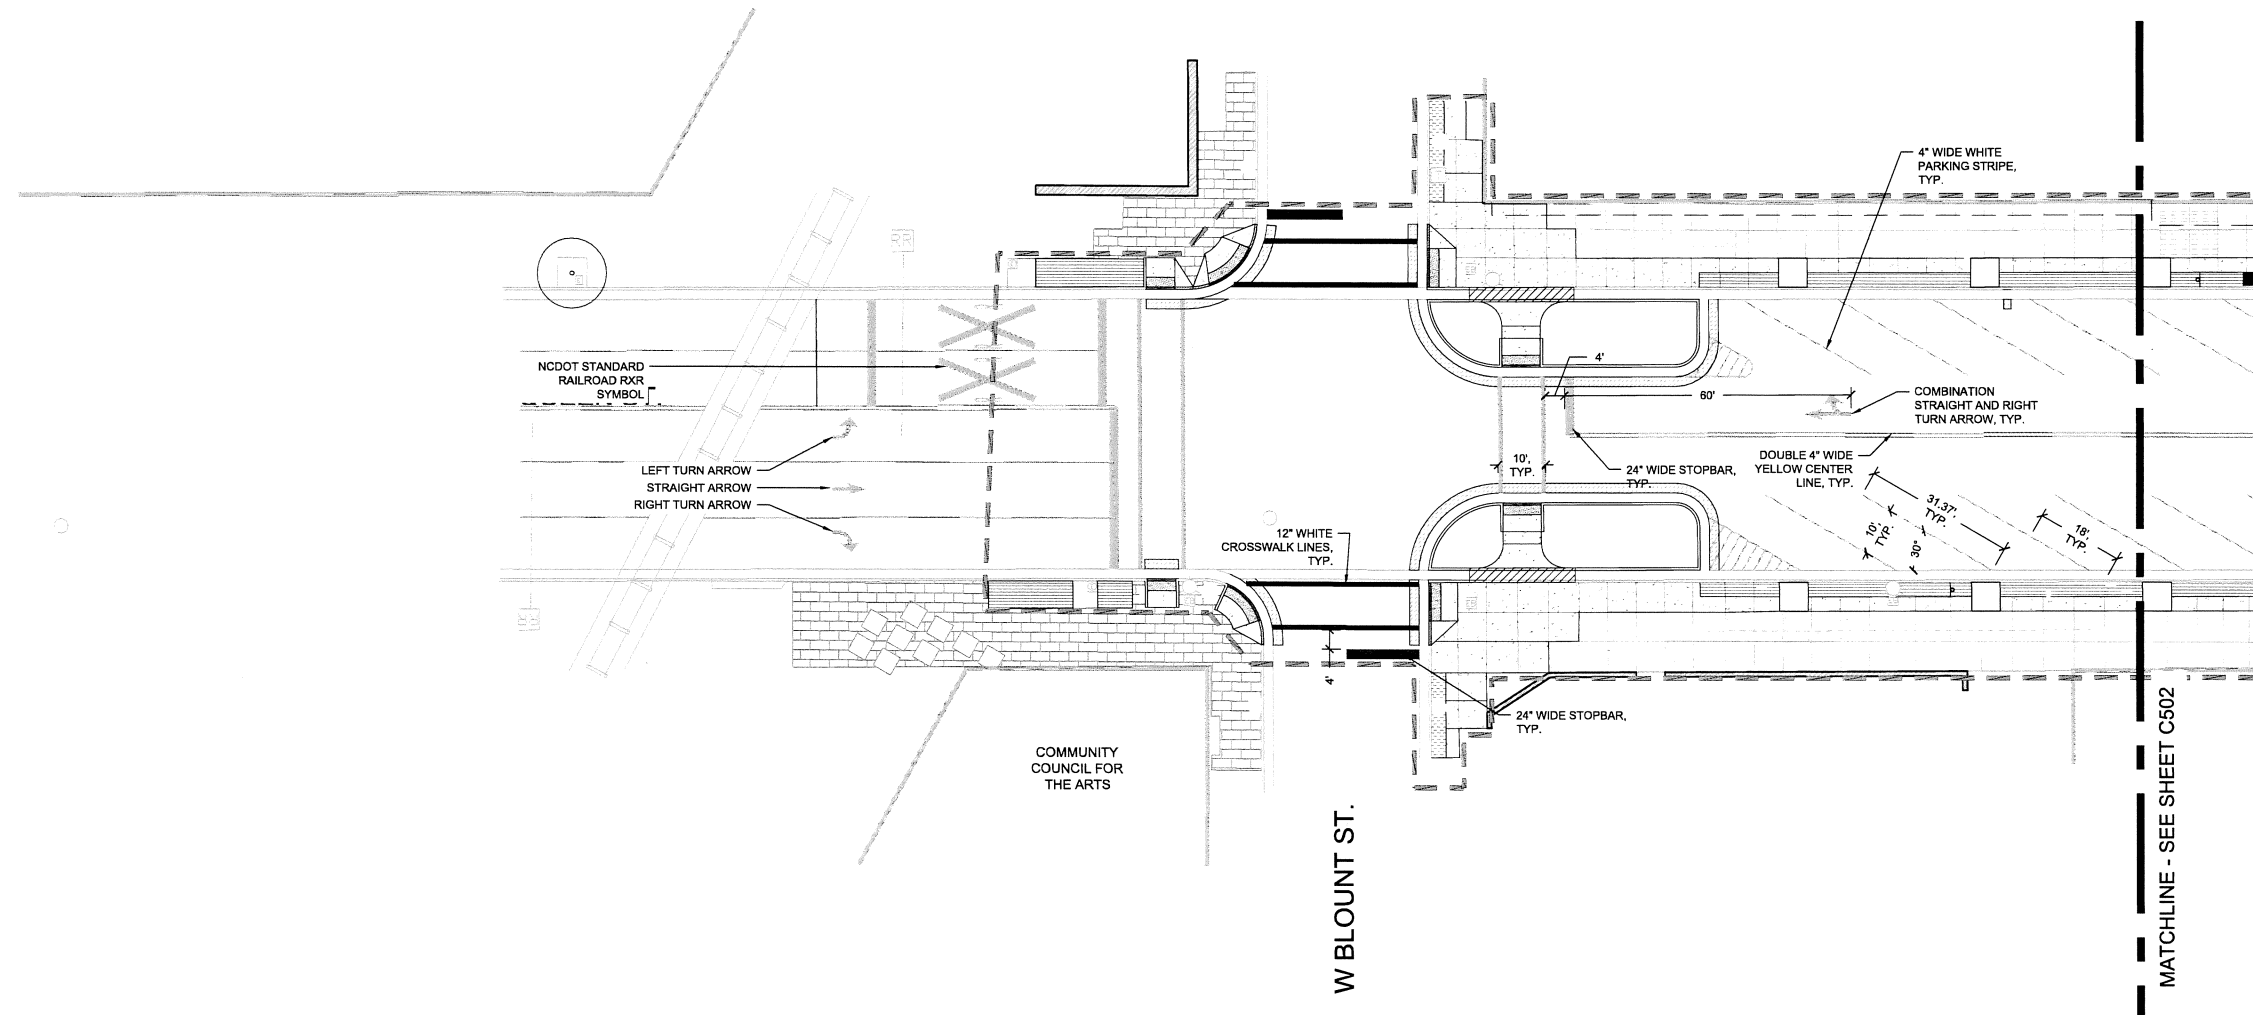 4" WIDE WHITE
PARKING STRIPE,
TYP.
RR
NCDOT STANDARD
RAILROAD RXR
SYMBOL
4'
60'
COMBINATION
STRAIGHT AND RIGHT
TURN ARROW, TYP.
LEFT TURN ARROW
STRAIGHT ARROW
RIGHT TURN ARROW
10',
TYP.
24" WIDE STOPBAR,
TYP.
DOUBLE 4" WIDE
YELLOW CENTER
LINE, TYP.
31.37',
TYP.
10',
TYP.
30°
18',
TYP.
12" WHITE
CROSSWALK LINES,
TYP.
4'
24" WIDE STOPBAR,
TYP.
COMMUNITY
COUNCIL FOR
THE ARTS
W BLOUNT ST.
MATCHLINE - SEE SHEET C502